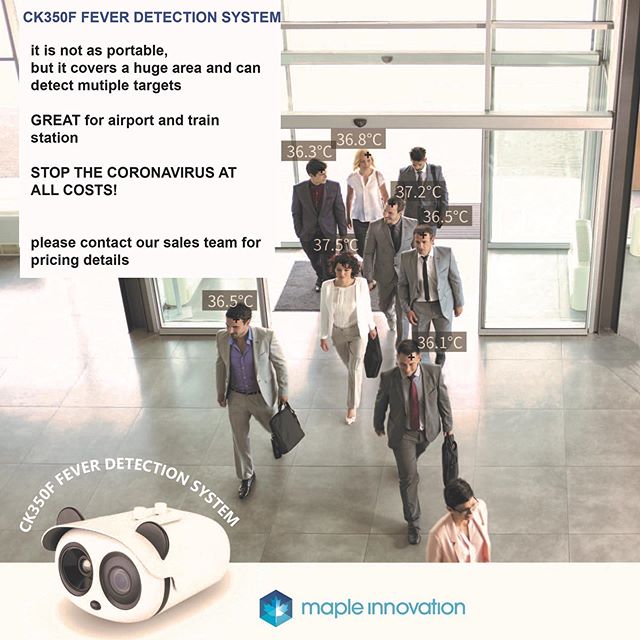 CK350F FEVER DETECTION SYSTEM
it is not as portable,
but it covers a huge area and can
detect mutiple targets
GREAT for airport and train
station
STOP THE CORONAVIRUS AT
ALL COSTS!
please contact our sales team for
pricing details
36.8°C
36.3°C
37.2°C
36.5°C
37.5°C
36.5°C
36.1°C
CK350F FEVER DETECTION SYSTEM
maple innovation